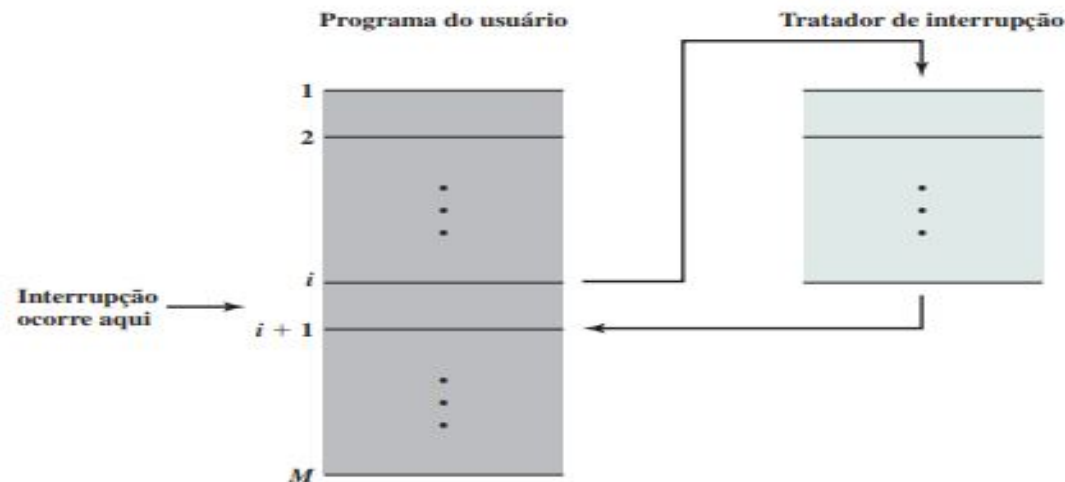 Programa do usuário
Tratador de interrupção
1
2
i
Interrupção
ocorre aqui
i + 1
M